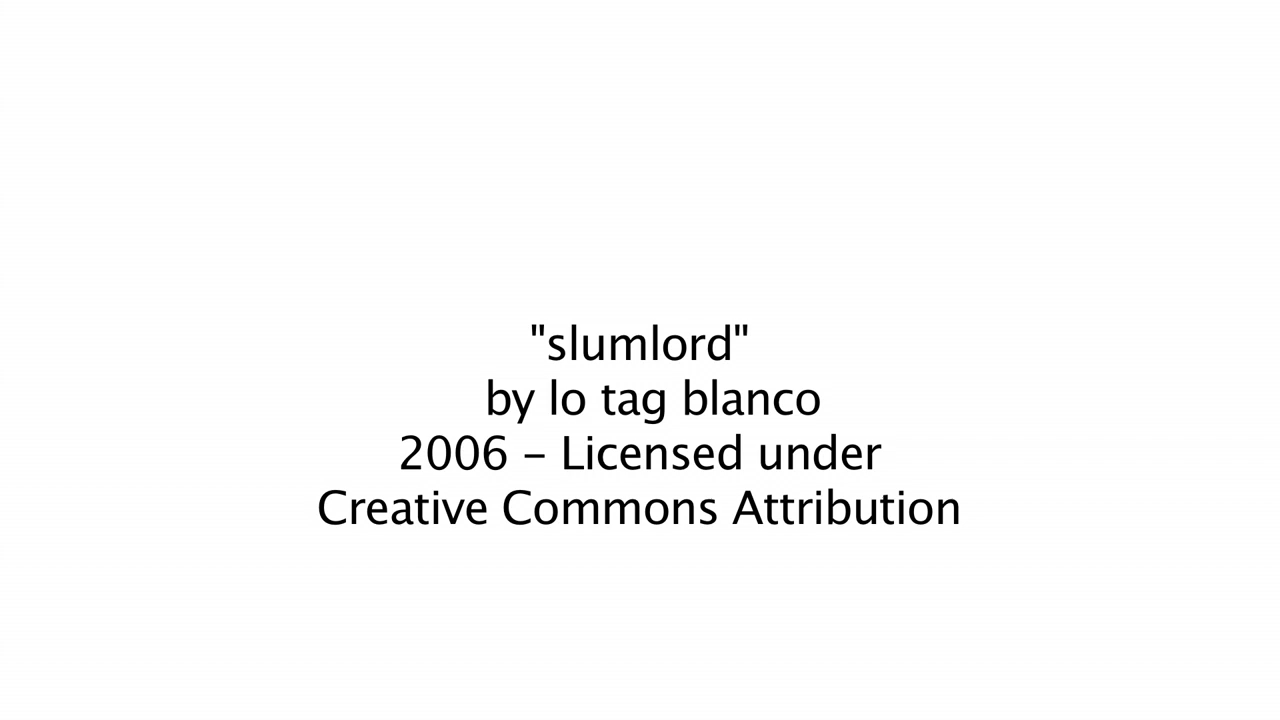 "slumlord"
by lo tag blanco
2006 – Licensed under
Creative Commons Attribution